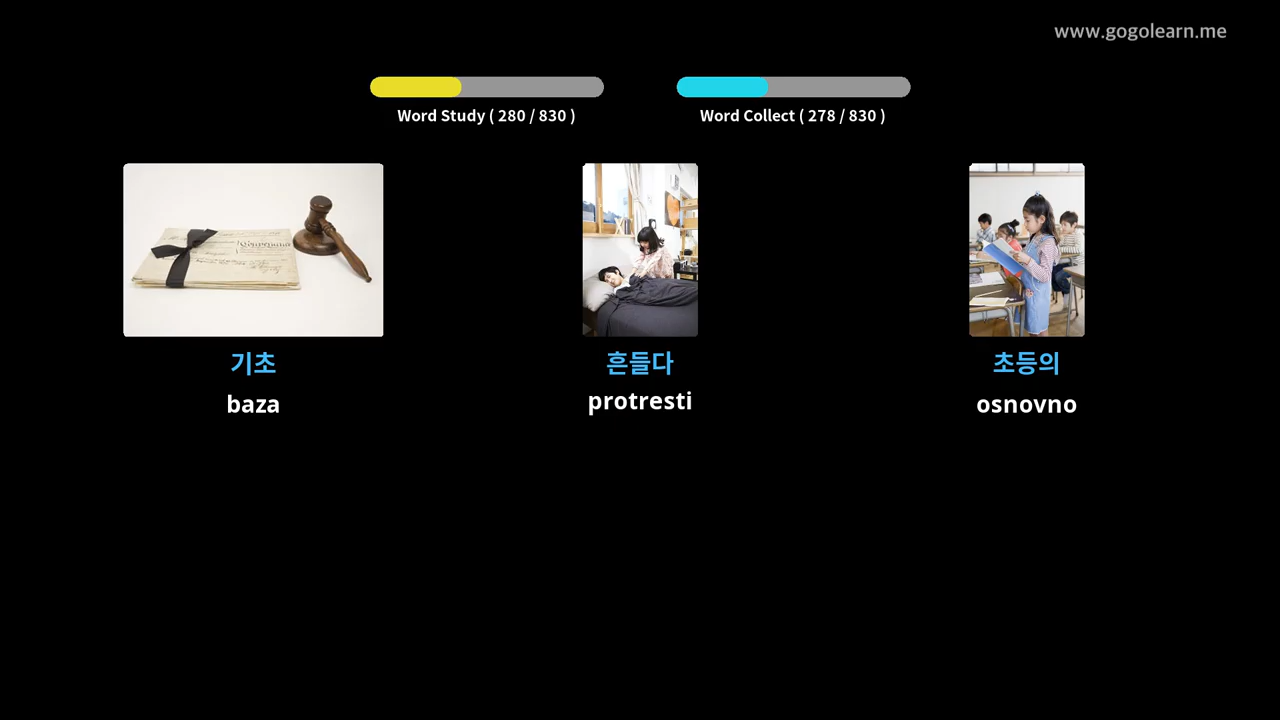 www.gogolearn.me
Word Study ( 280 / 830 )
Word Collect ( 278 / 830 )
기초
흔들다
초등의
baza
protresti
osnovno